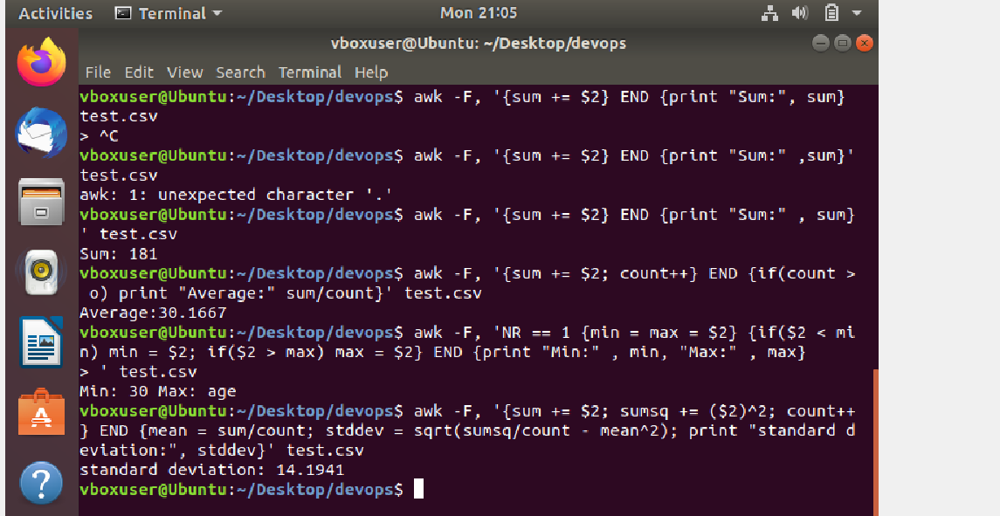 Activities Terminal Mon 21:05
vboxuser@Ubuntu: ~/Desktop/devops
File Edit View Search Terminal Help
vboxuser@Ubuntu:~/Desktop/devops$ awk -F, '{sum += $2} END {print "Sum:", sum}
test.csv
> ^C
vboxuser@Ubuntu:~/Desktop/devops$ awk -F, '{sum += $2} END {print "Sum:" ,sum}'
test.csv
awk: 1: unexpected character '.'
vboxuser@Ubuntu:~/Desktop/devops$ awk -F, '{sum += $2} END {print "Sum:" , sum}
' test.csv
Sum: 181
vboxuser@Ubuntu:~/Desktop/devops$ awk -F, '{sum += $2; count++} END {if(count >
 o) print "Average:" sum/count}' test.csv
Average:30.1667
vboxuser@Ubuntu:~/Desktop/devops$ awk -F, 'NR == 1 {min = max = $2} {if($2 < mi
n) min = $2; if($2 > max) max = $2} END {print "Min:" , min, "Max:" , max}
> ' test.csv
Min: 30 Max: age
vboxuser@Ubuntu:~/Desktop/devops$ awk -F, '{sum += $2; sumsq += ($2)^2; count++
} END {mean = sum/count; stddev = sqrt(sumsq/count - mean^2); print "standard d
eviation:", stddev}' test.csv
standard deviation: 14.1941
vboxuser@Ubuntu:~/Desktop/devops$